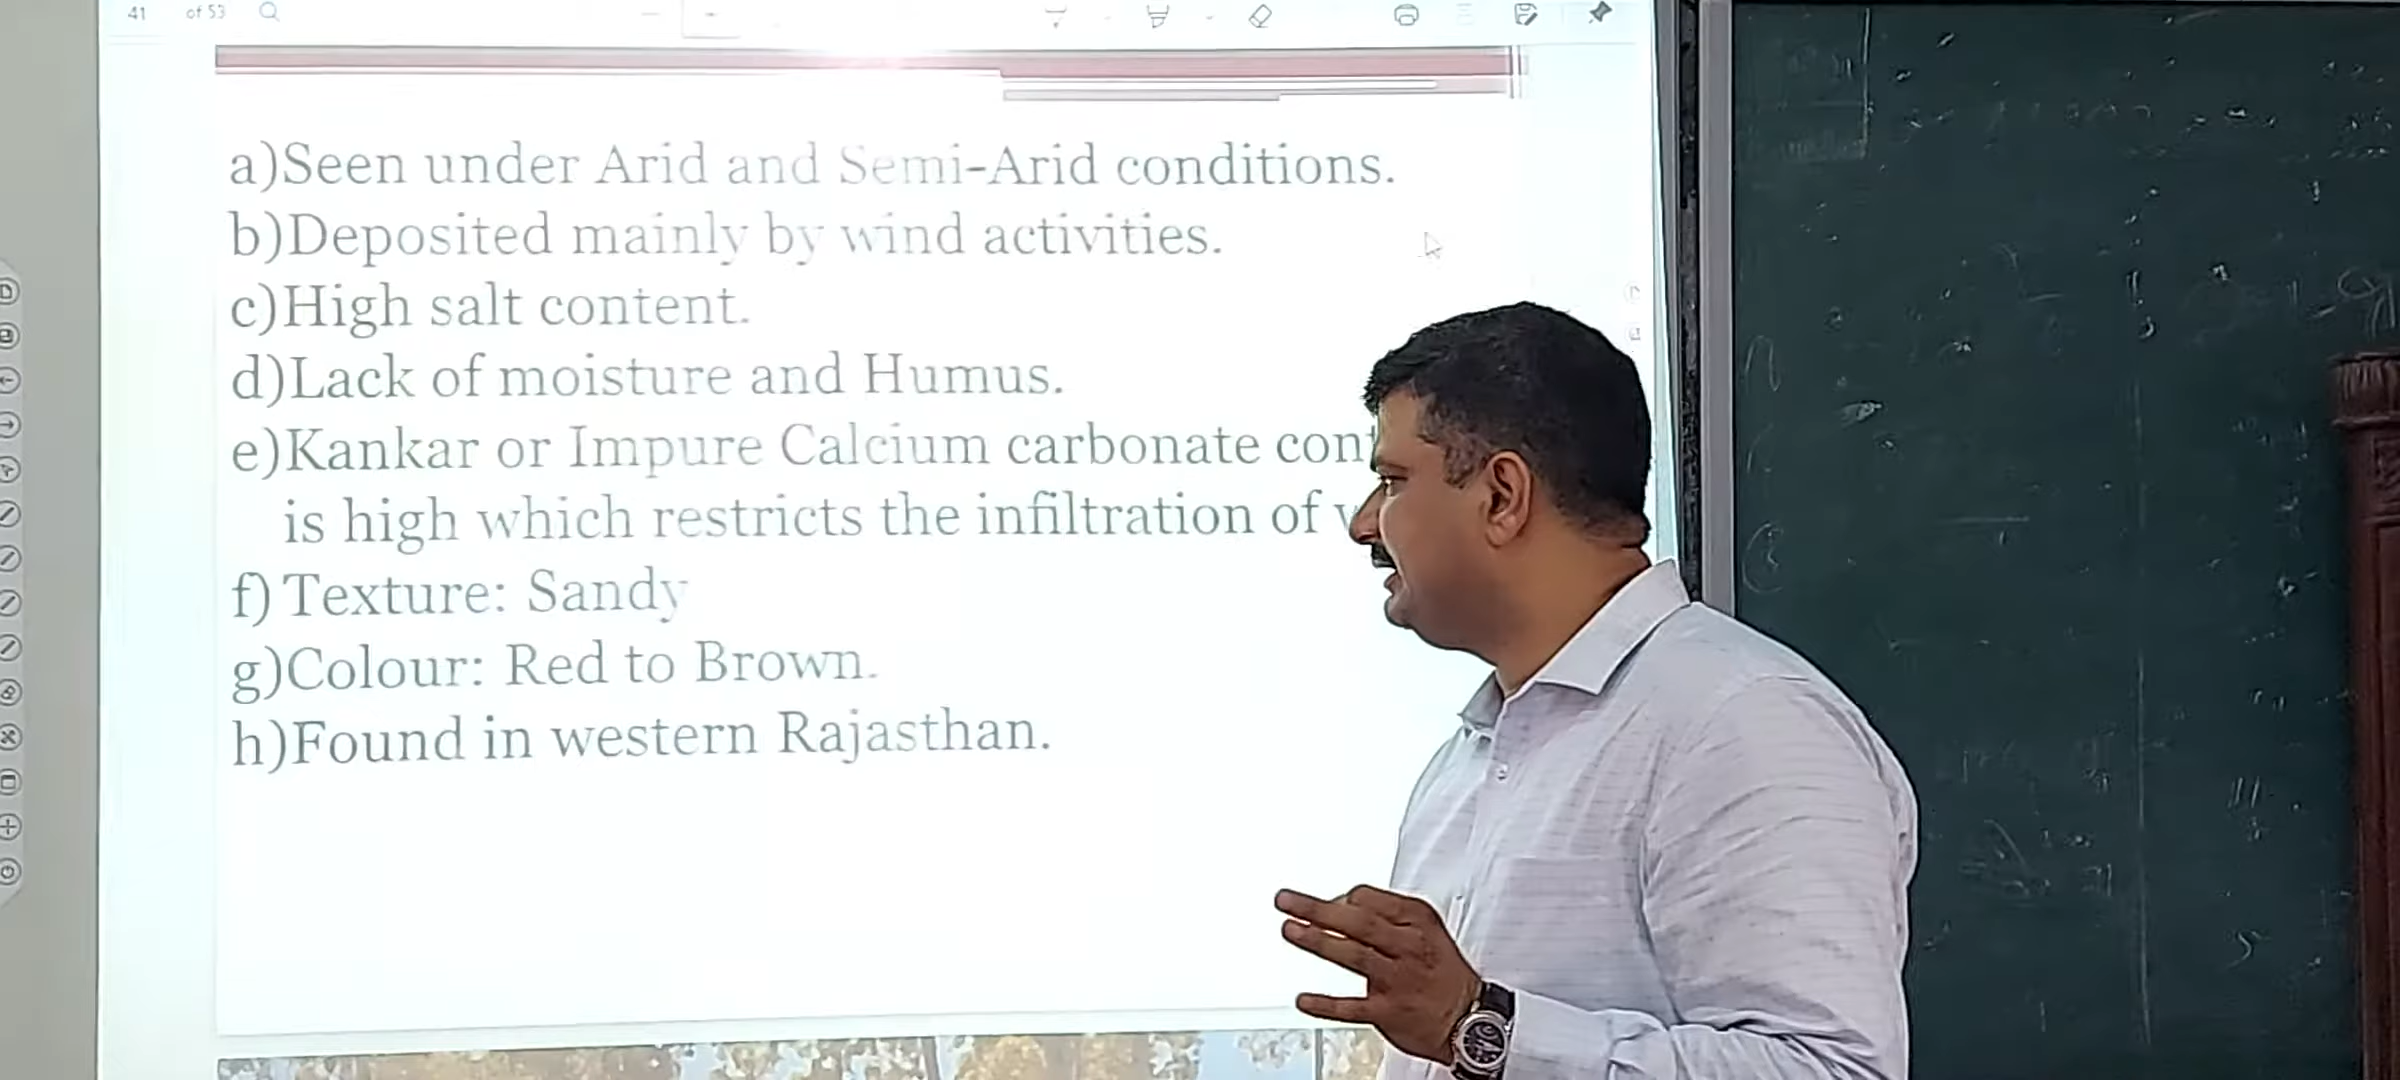 41 of 53
a)Seen under Arid and Semi-Arid conditions.
b)Deposited mainly by wind activities.
c)High salt content.
d)Lack of moisture and Humus.
e)Kankar or Impure Calcium carbonate
is high which restricts the infiltration of
f) Texture: Sandy
g)Colour: Red to Brown.
h)Found in western Rajasthan.